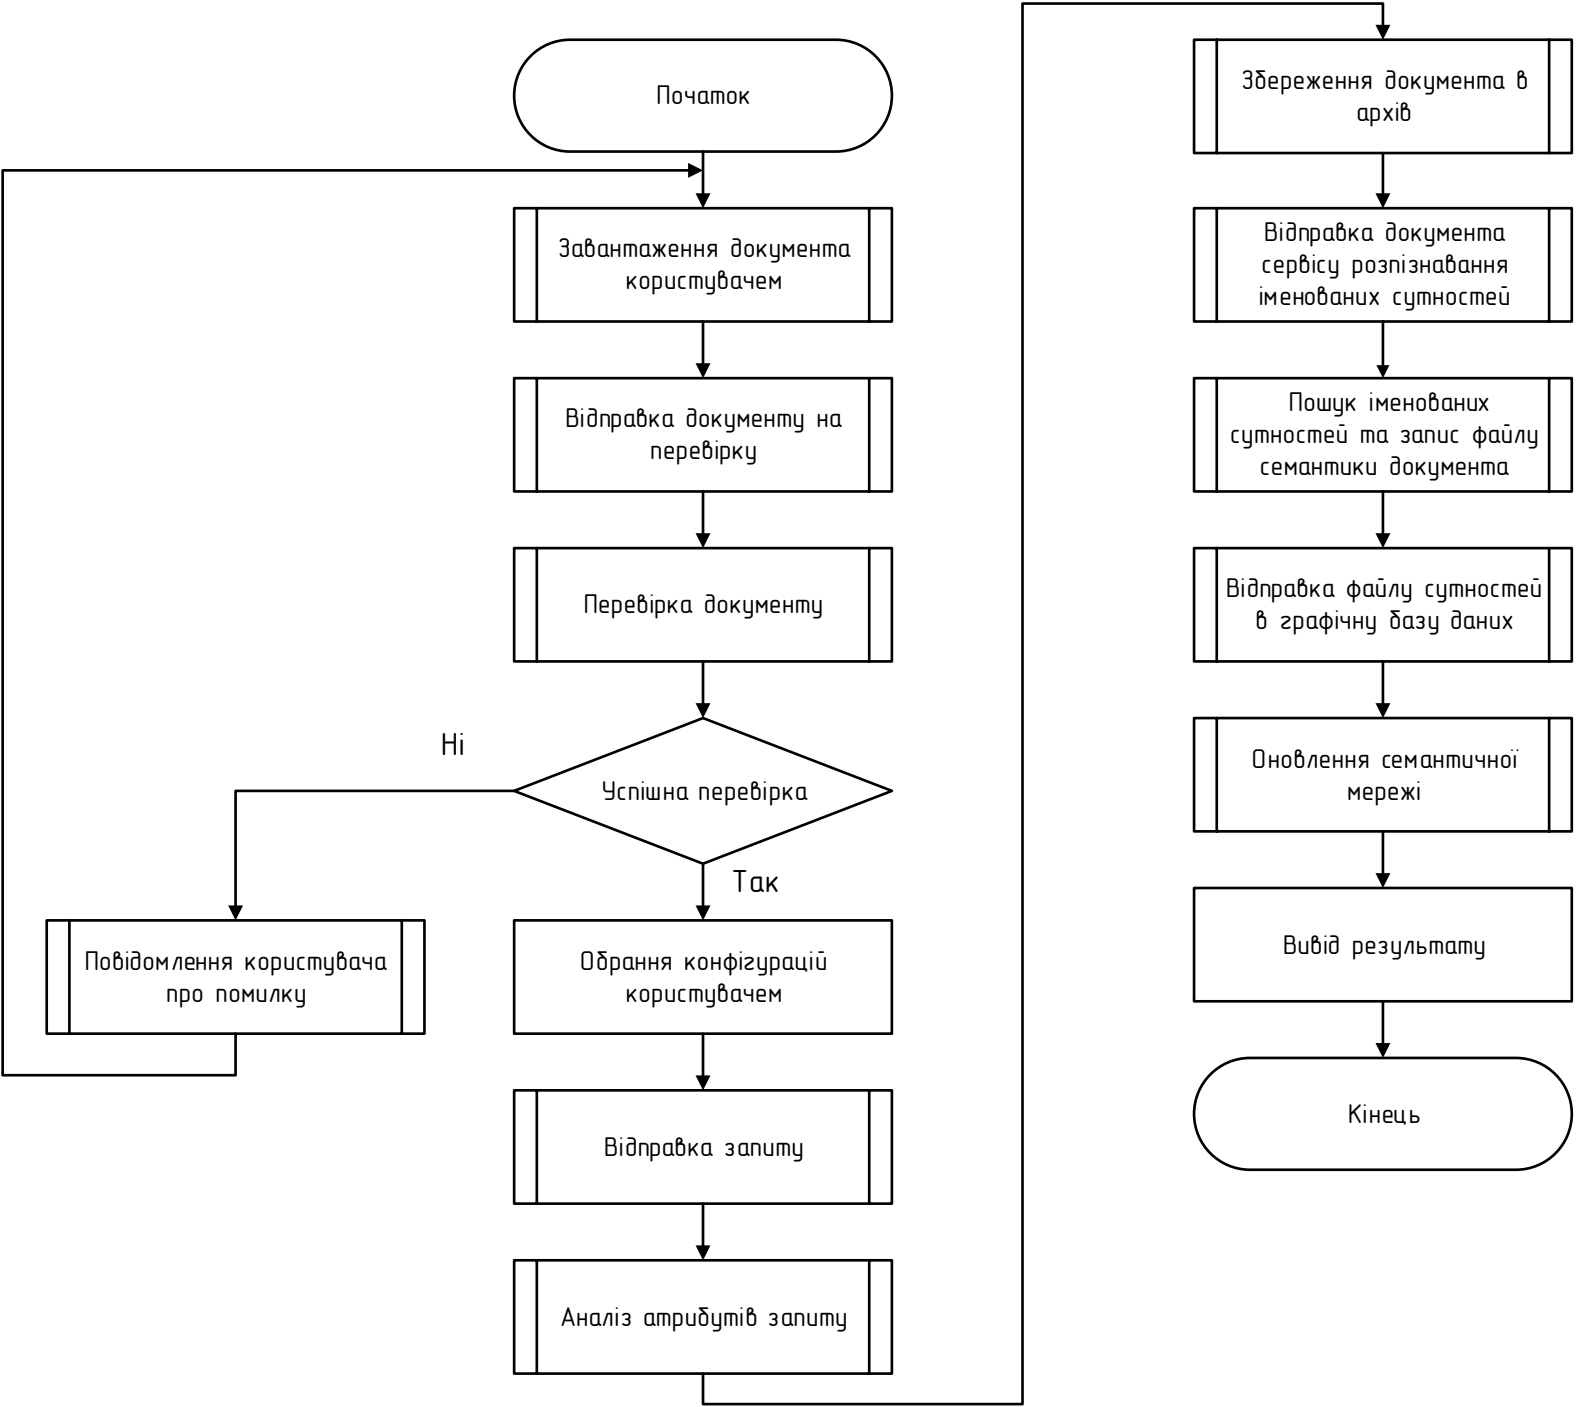 Початок
Завантаження документа
користувачем
Відправка документу на
перевірку
Перевірка документу
Успішна перевірка
Ні
Так
Повідомлення користувача
про помилку
Обрання конфігурацій
користувачем
Відправка запиту
Аналіз атрибутів запиту
Збереження документа в
архів
Відправка документа
сервісу розпізнавання
іменованих сутностей
Пошук іменованих
сутностей та запис файлу
семантики документа
Відправка файлу сутностей
в графічну базу даних
Оновлення семантичної
мережі
Вивід результату
Кінець